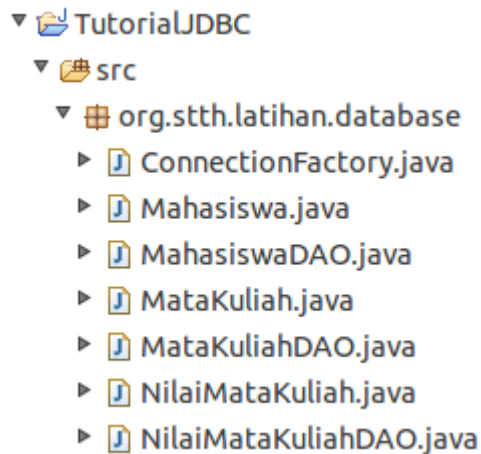 TutorialJDBC
src
org.stth.latihan.database
ConnectionFactory.java
Mahasiswa.java
MahasiswaDAO.java
MataKuliah.java
MataKuliahDAO.java
NilaiMataKuliah.java
NilaiMataKuliahDAO.java